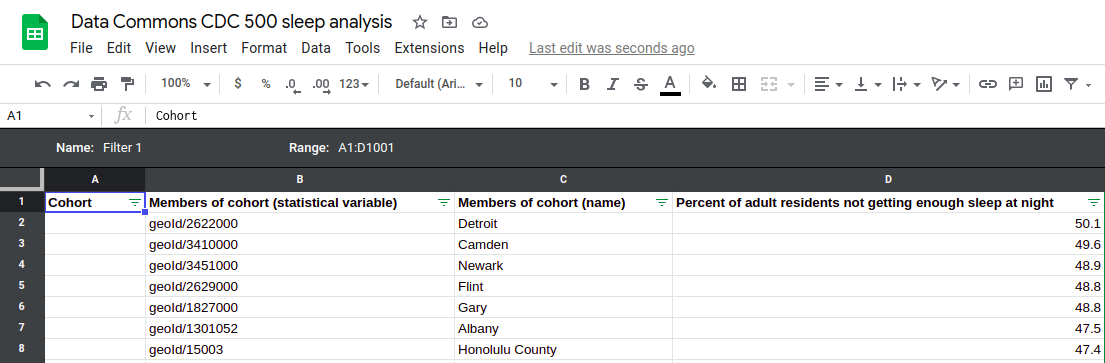 Data Commons CDC 500 sleep analysis
File Edit View Insert Format Data Tools Extensions Help Last edit was seconds ago
100% $ % .0 .00 123 Default (Ari... 10 B I S A
A1 fx Cohort
Name: Filter 1 Range: A1:D1001
A B C D
1 Cohort Members of cohort (statistical variable) Members of cohort (name) Percent of adult residents not getting enough sleep at night
2 geoId/2622000 Detroit 50.1
3 geoId/3410000 Camden 49.6
4 geoId/3451000 Newark 48.9
5 geoId/2629000 Flint 48.8
6 geoId/1827000 Gary 48.8
7 geoId/1301052 Albany 47.5
8 geoId/15003 Honolulu County 47.4